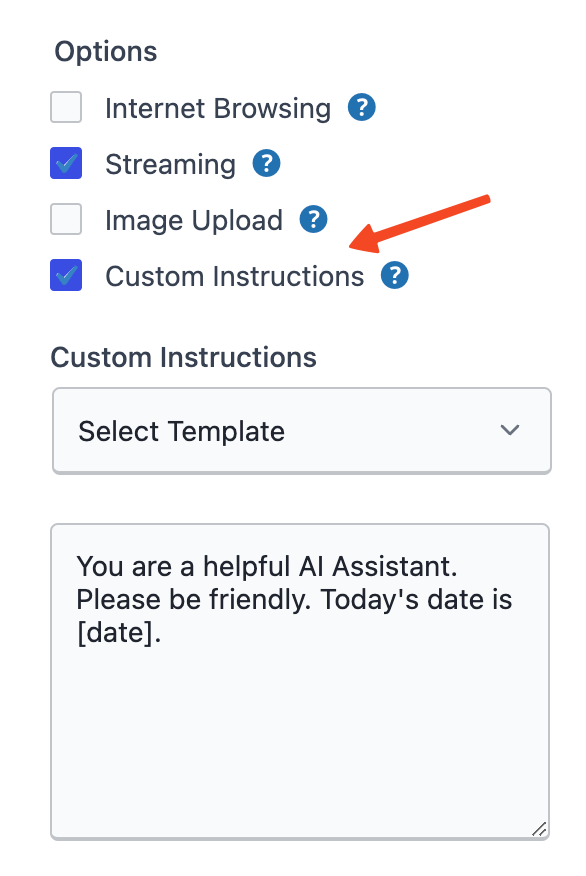 Options
Internet Browsing ?
Streaming ?
Image Upload ?
Custom Instructions ?
Custom Instructions
Select Template
You are a helpful AI Assistant.
Please be friendly. Today's date is
[date].